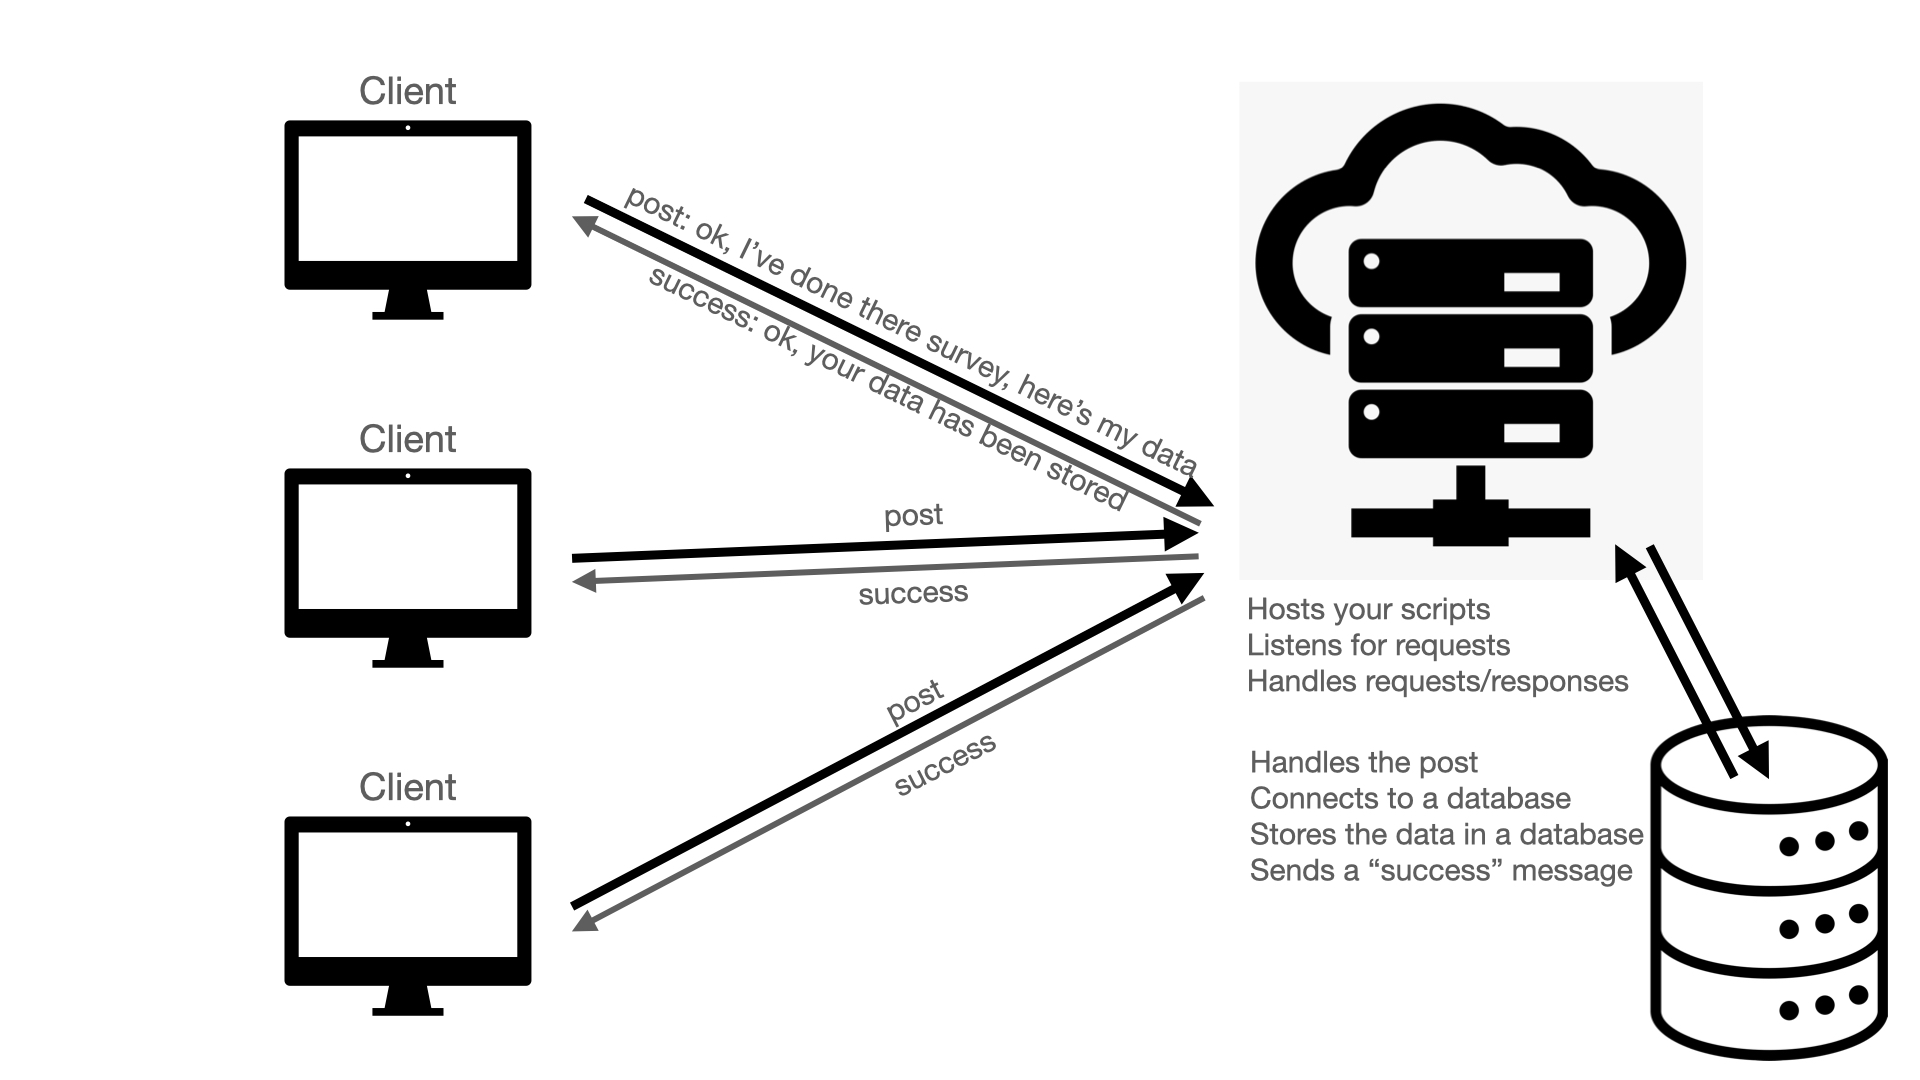 Client
post: ok, I’ve done there survey, here’s my data
success: ok, your data has been stored
Client
post
success
Client
post
success
Hosts your scripts
Listens for requests
Handles requests/responses
Handles the post
Connects to a database
Stores the data in a database
Sends a “success” message